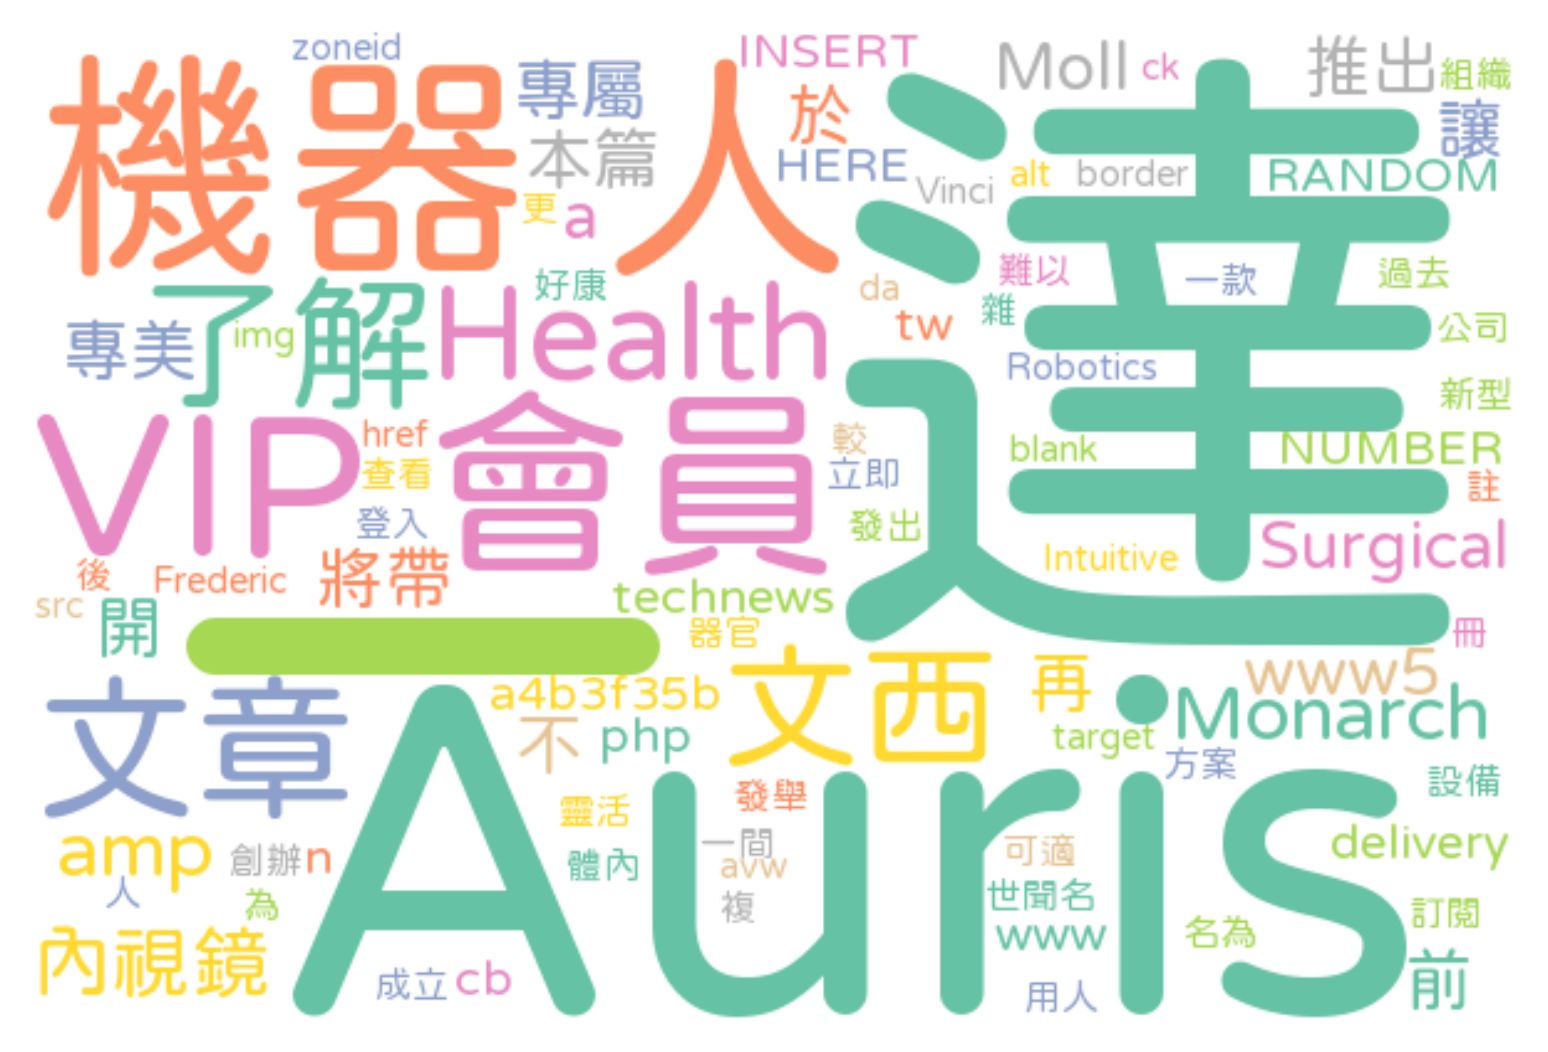 機器人
zoneid
專屬
本篇
更
a
INSERT
於
HERE
Vinci
Moll
ck
推出
組織
讓
alt
border
RANDOM
達
難以
一款
過去
da
tw
雜
Robotics
公司
新型
專美
了解
img
好康
Health
VIP
href
查看
登入
會員
較
立即
發出
blank
NUMBER
註
Intuitive
Surgical
後
src
Frederic
將帶
開
technews
器官
一
冊
文章
a4b3f35b
不
php
文西
再
www5
Monarch
target
方案
設備
Auris
amp
創辦
n
人
為
內視鏡
成立
cb
靈活
體內
發舉
一間
avw
複
可適
世聞名
www
用人
delivery
名為
訂閱
前